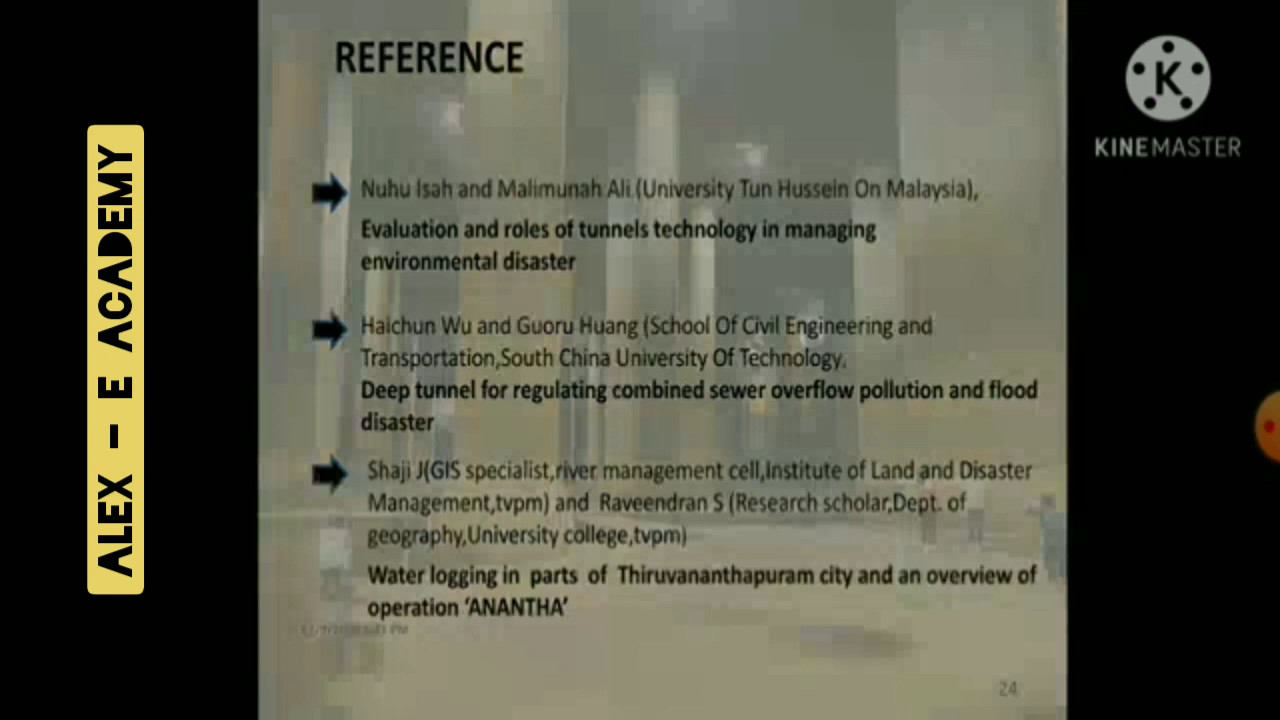 REFERENCE
Nuhu Isah and Malimunah Ali.(University Tun Hussein On Malaysia),
Evaluation and roles of tunnels technology in managing
environmental disaster
Haichun Wu and Guoru Huang (School Of Civil Engineering and
Transportation,South China University Of Technology.
Deep tunnel for regulating combined sewer overflow pollution and flood
disaster
Shaji J(GIS specialist,river management cell,Institute of Land and Disaster
Management,tvpm) and Raveendran S (Research scholar,Dept. of
geography,University college,tvpm)
Water logging in parts of Thiruvananthapuram city and an overview of
operation ‘ANANTHA’
24
ALEX - E ACADEMY
K
KINEMASTER